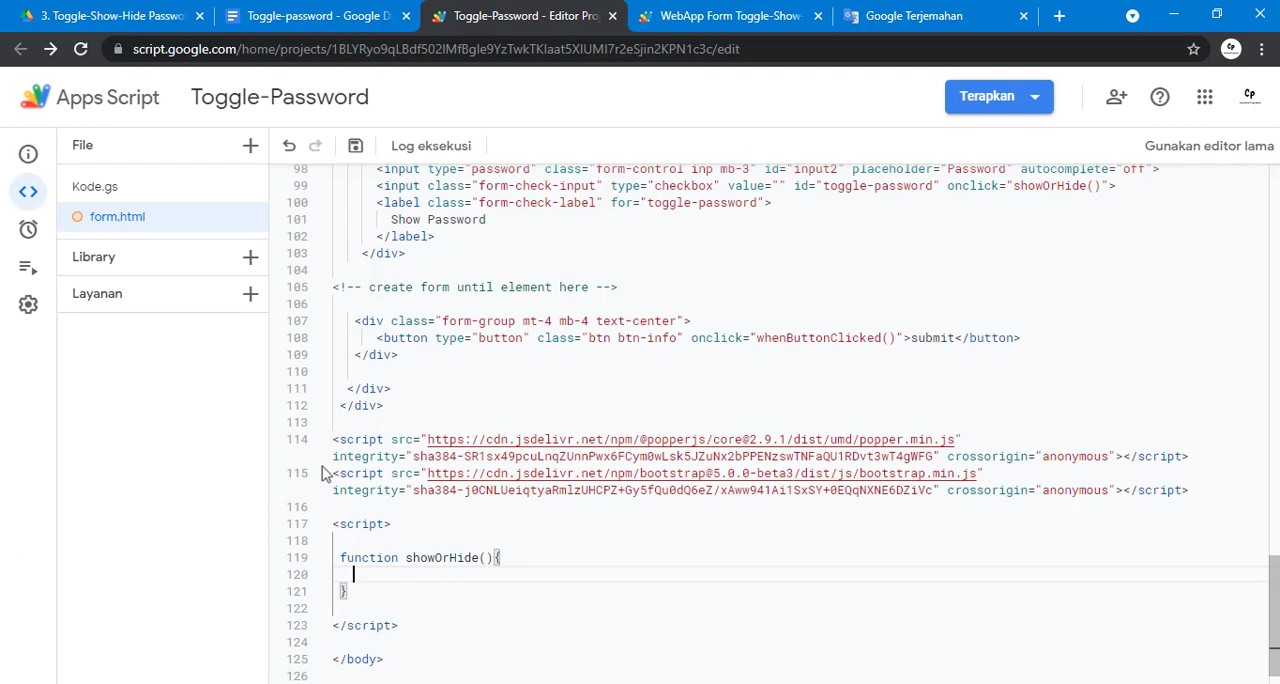 3. Toggle-Show-Hide Passwo
Toggle-password - Google D
Toggle-Password - Editor Pro
WebApp Form Toggle-Show-
Google Terjemahen
script.google.com/home/projects/1BLYRyo9qLBdf502IMfBgIe9YzTwkTKIaat5XIUMI7r2eSjin2KPN1c3c/edit
Cp
Apps Script
Toggle-Password
Terapkan
Cp
File
Log eksekusi
Gunakan editor lama
Kode.gs
form.html
Library
Layanan
98 <input type="password" class="form-control inp mb-3" id="input2" placeholder="Password" autocomplete="off">
99 <input class="form-check-input" type="checkbox" value="" id="toggle-password" onclick="showOrHide()">
100 <label class="form-check-label" for="toggle-password">
101 Show Password
102 </label>
103 </div>
104
105 <!-- create form until element here -->
106
107 <div class="form-group mt-4 mb-4 text-center">
108 <button type="button" class="btn btn-info" onclick="whenButtonClicked()">submit</button>
109 </div>
110
111 </div>
112 </div>
113
114 <script src="https://cdn.jsdelivr.net/npm/@popperjs/core@2.9.1/dist/umd/popper.min.js"
integrity="sha384-SR1sx49pcuLnqZUnnPwx6FCym0wLsk5JZuNx2bPPENzswTNFaQU1RDvt3wT4gWFG" crossorigin="anonymous"></script>
115 <script src="https://cdn.jsdelivr.net/npm/bootstrap@5.0.0-beta3/dist/js/bootstrap.min.js"
integrity="sha384-j0CNLUeiqtyaRmlzUHCPZ+Gy5fQu0dQ6eZ/xAww941Ai1SxSY+0EQqNXNE6DZiVc" crossorigin="anonymous"></script>
116
117 <script>
118
119 function showOrHide(){
120
121 }
122
123 </script>
124
125 </body>
126